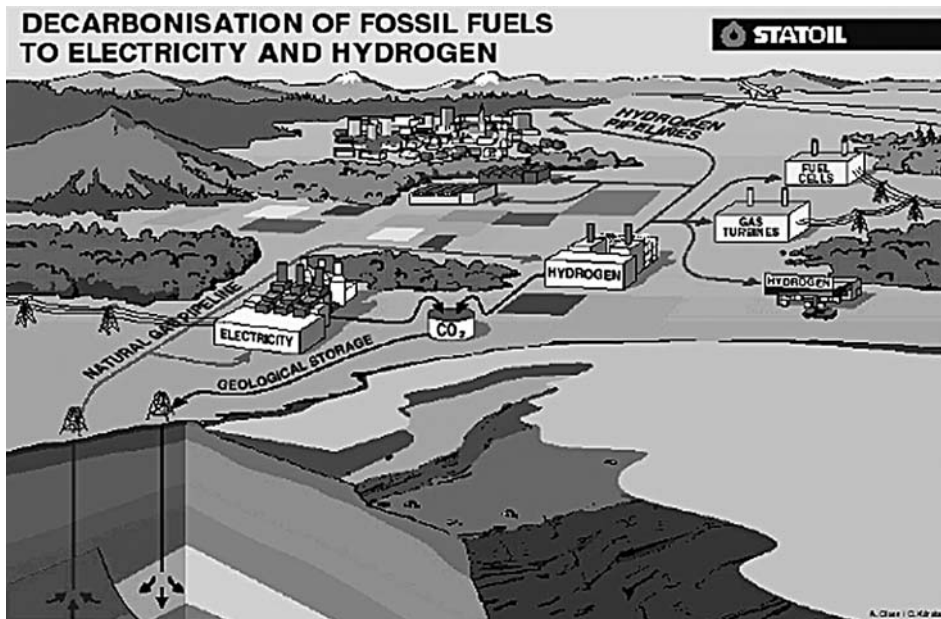 DECARBONISATION OF FOSSIL FUELS
TO ELECTRICITY AND HYDROGEN
STATOIL
HYDROGEN
PIPELINES
FUEL
CELLS
GAS
TURBINES
HYDROGEN
HYDROGEN
NATURAL GAS PIPELINE
ELECTRICITY
CO₂
GEOLOGICAL STORAGE